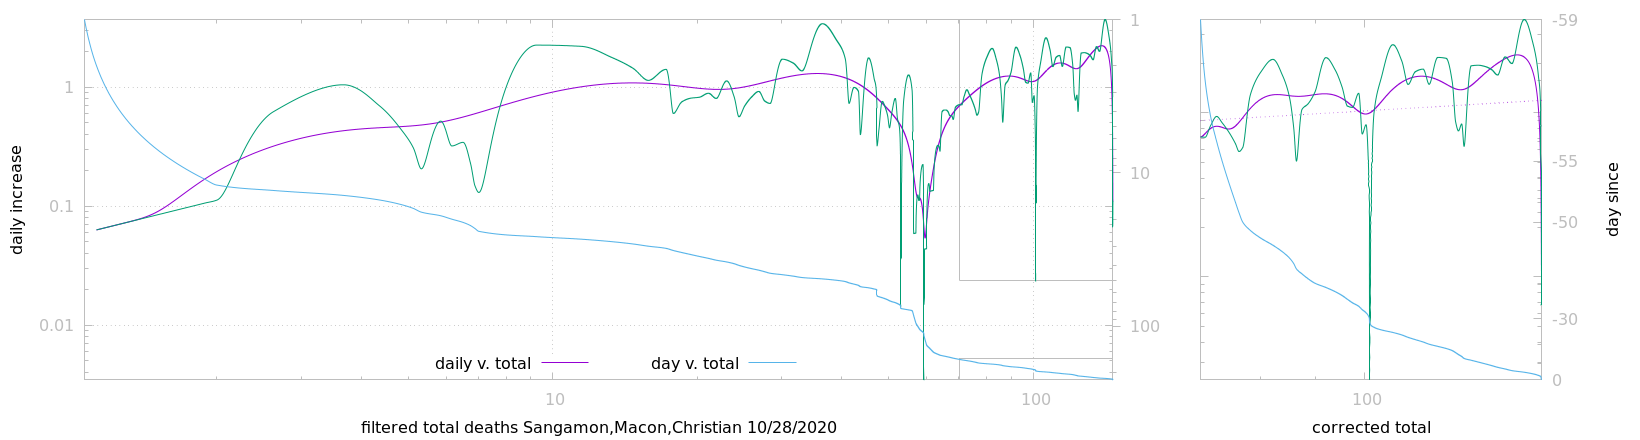 daily increase
1
0.1
0.01
daily v. total
day v. total
10
100
filtered total deaths Sangamon,Macon,Christian 10/28/2020
1
10
100
100
corrected total
-59
-55
-50
-30
0
day since